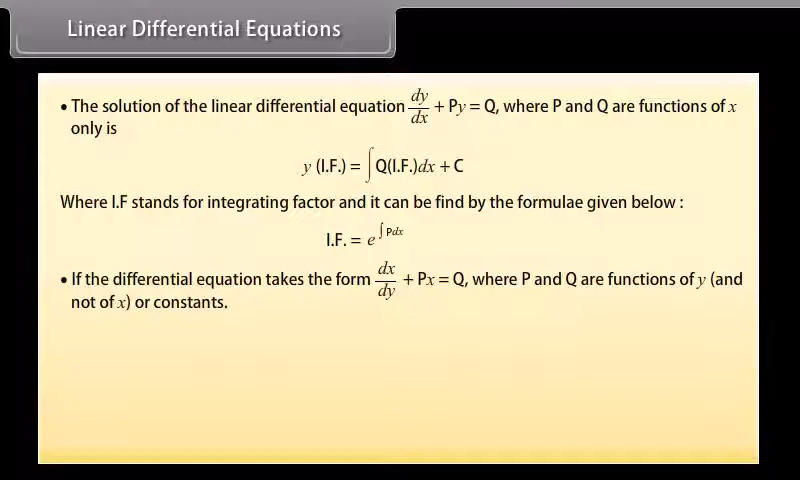 Linear Differential Equations
• The solution of the linear differential equation dy/dx + Py = Q, where P and Q are functions of x
only is
y (I.F.) = ∫ Q(I.F.)dx + C
Where I.F stands for integrating factor and it can be find by the formulae given below :
I.F. = e^∫ Pdx
• If the differential equation takes the form dx/dy + Px = Q, where P and Q are functions of y (and
not of x) or constants.